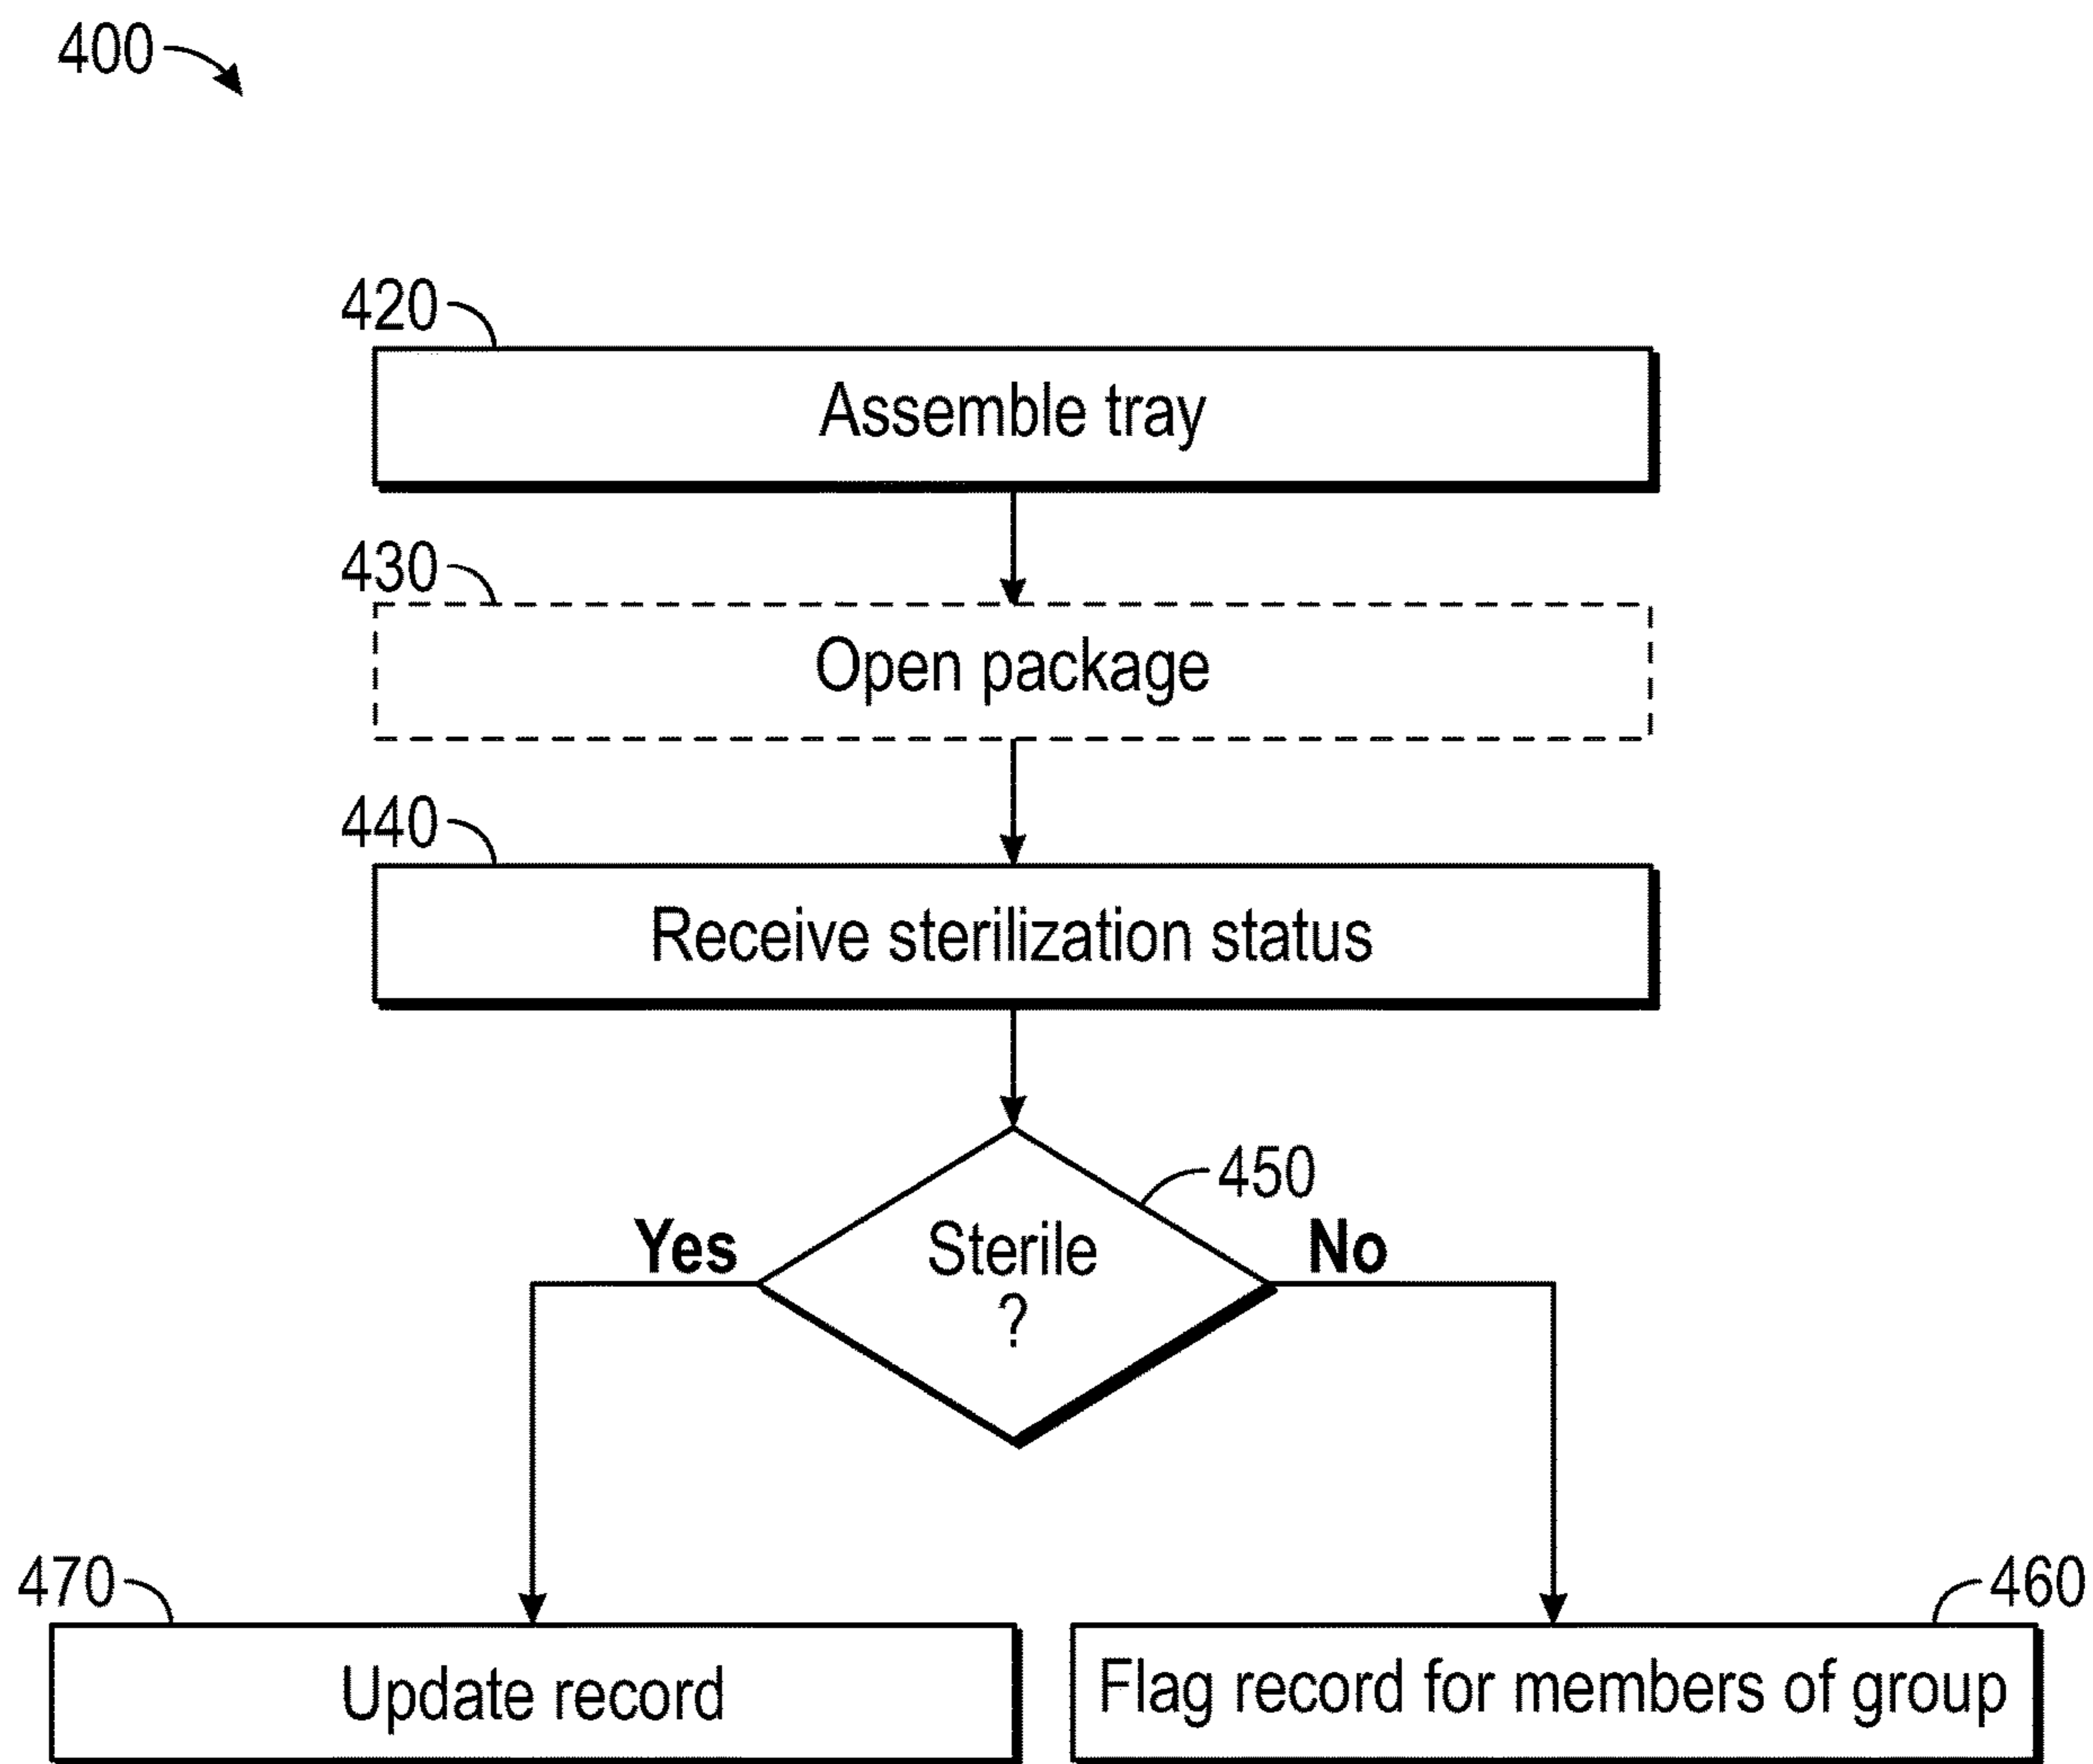 400
420
Assemble tray
430
Open package
440
Receive sterilization status
450
Yes
Sterile
?
No
470
Update record
460
Flag record for members of group